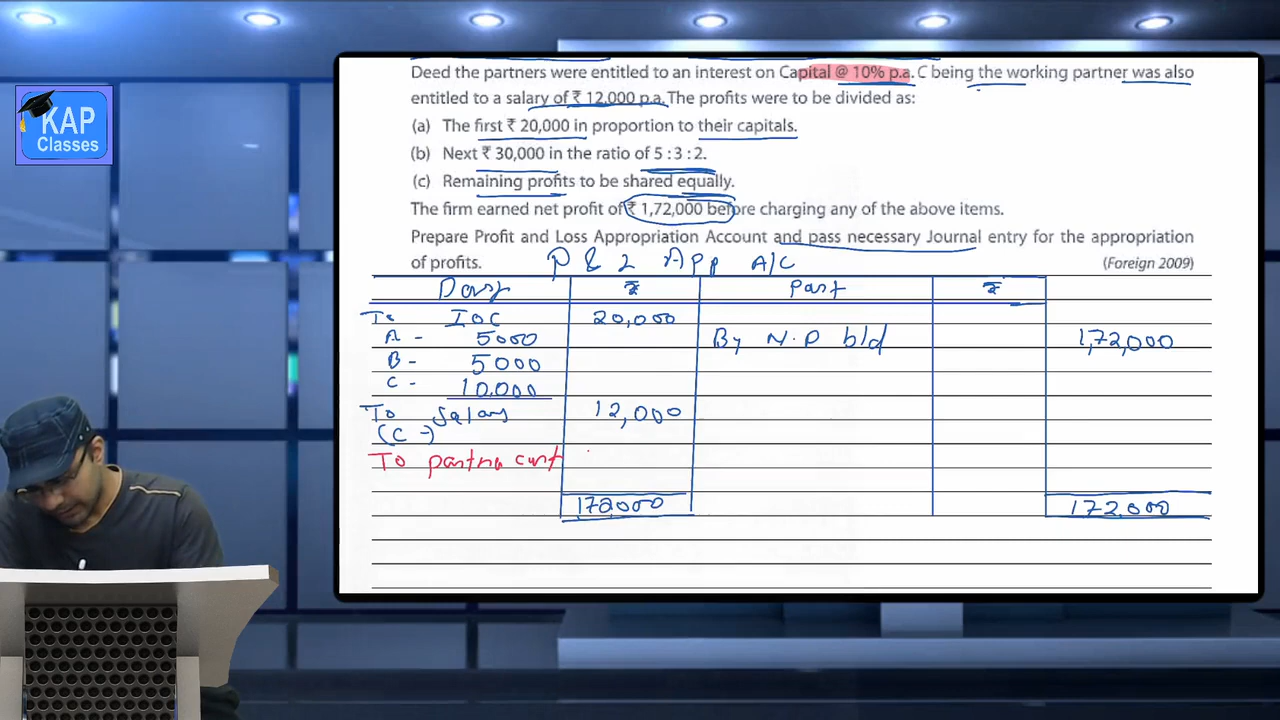 KAP
Classes
Deed the partners were entitled to an interest on Capital @ 10% p.a. C being the working partner was also
entitled to a salary of ₹ 12,000 p.a. The profits were to be divided as:
(a) The first ₹ 20,000 in proportion to their capitals.
(b) Next ₹ 30,000 in the ratio of 5 : 3 : 2.
(c) Remaining profits to be shared equally.
The firm earned net profit of ₹ 1,72,000 before charging any of the above items.
Prepare Profit and Loss Appropriation Account and pass necessary Journal entry for the appropriation
of profits. (Foreign 2009)
P & L App A/C
₹ Part ₹
To IOC 20,000
A - 5000 By N.P b/d 1,72,000
B - 5000
C - 10,000
To Salary 12,000
(C -)
To
172000 172000